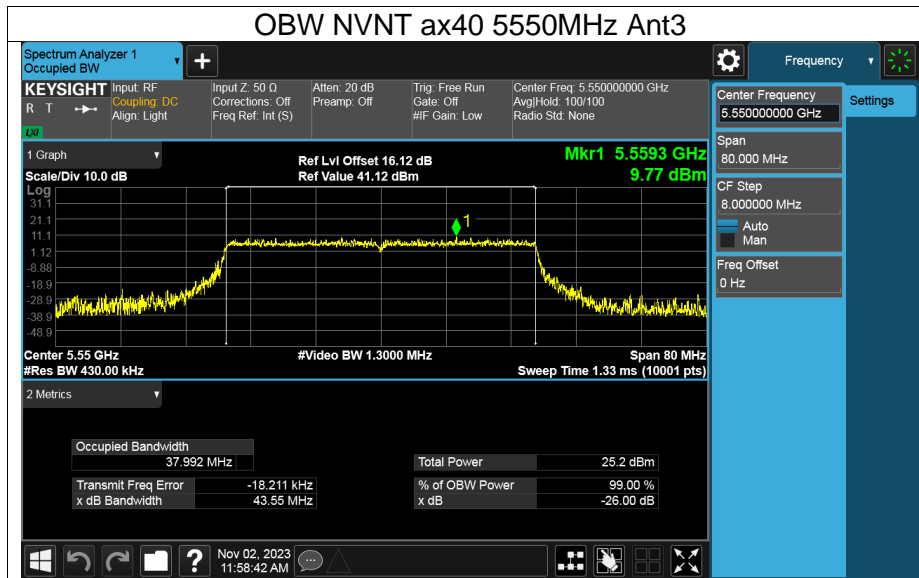 OBW NVNT ax40 5550MHz Ant3
Spectrum Analyzer 1
Occupied BW
Frequency
KEYSIGHT
R T
LXI
Input: RF
Coupling: DC
Align: Light
Input Z: 50 Ω
Corrections: Off
Freq Ref: Int (S)
Atten: 20 dB
Preamp: Off
Trig: Free Run
Gate: Off
#IF Gain: Low
Center Freq: 5.550000000 GHz
Avg|Hold: 100/100
Radio Std: None
Center Frequency
5.550000000 GHz
Settings
Span
80.000 MHz
CF Step
8.000000 MHz
Auto
Man
Freq Offset
0 Hz
1 Graph
Scale/Div 10.0 dB
Ref Lvl Offset 16.12 dB
Ref Value 41.12 dBm
Mkr1 5.5593 GHz
9.77 dBm
Log
31.1
21.1
11.1
1.12
-8.88
-18.9
-28.9
-38.9
-48.9
1
Center 5.55 GHz
#Res BW 430.00 kHz
#Video BW 1.3000 MHz
Span 80 MHz
Sweep Time 1.33 ms (10001 pts)
2 Metrics
Occupied Bandwidth
37.992 MHz
Transmit Freq Error -18.211 kHz
x dB Bandwidth 43.55 MHz
Total Power 25.2 dBm
% of OBW Power 99.00 %
x dB -26.00 dB
?
Nov 02, 2023
11:58:42 AM